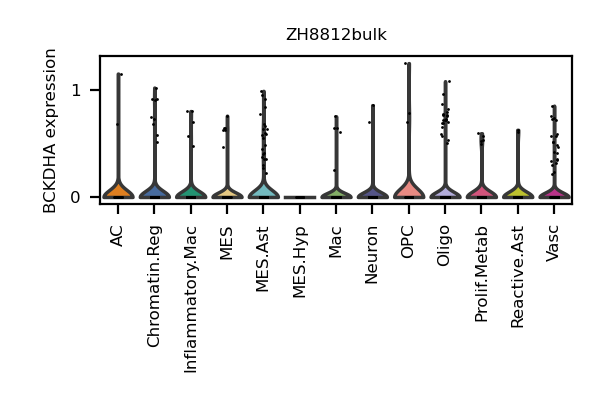 ZH8812bulk
BCKDHA expression
1
0
AC
Chromatin.Reg
Inflammatory.Mac
MES
MES.Ast
MES.Hyp
Mac
Neuron
OPC
Oligo
Prolif.Metab
Reactive.Ast
Vasc